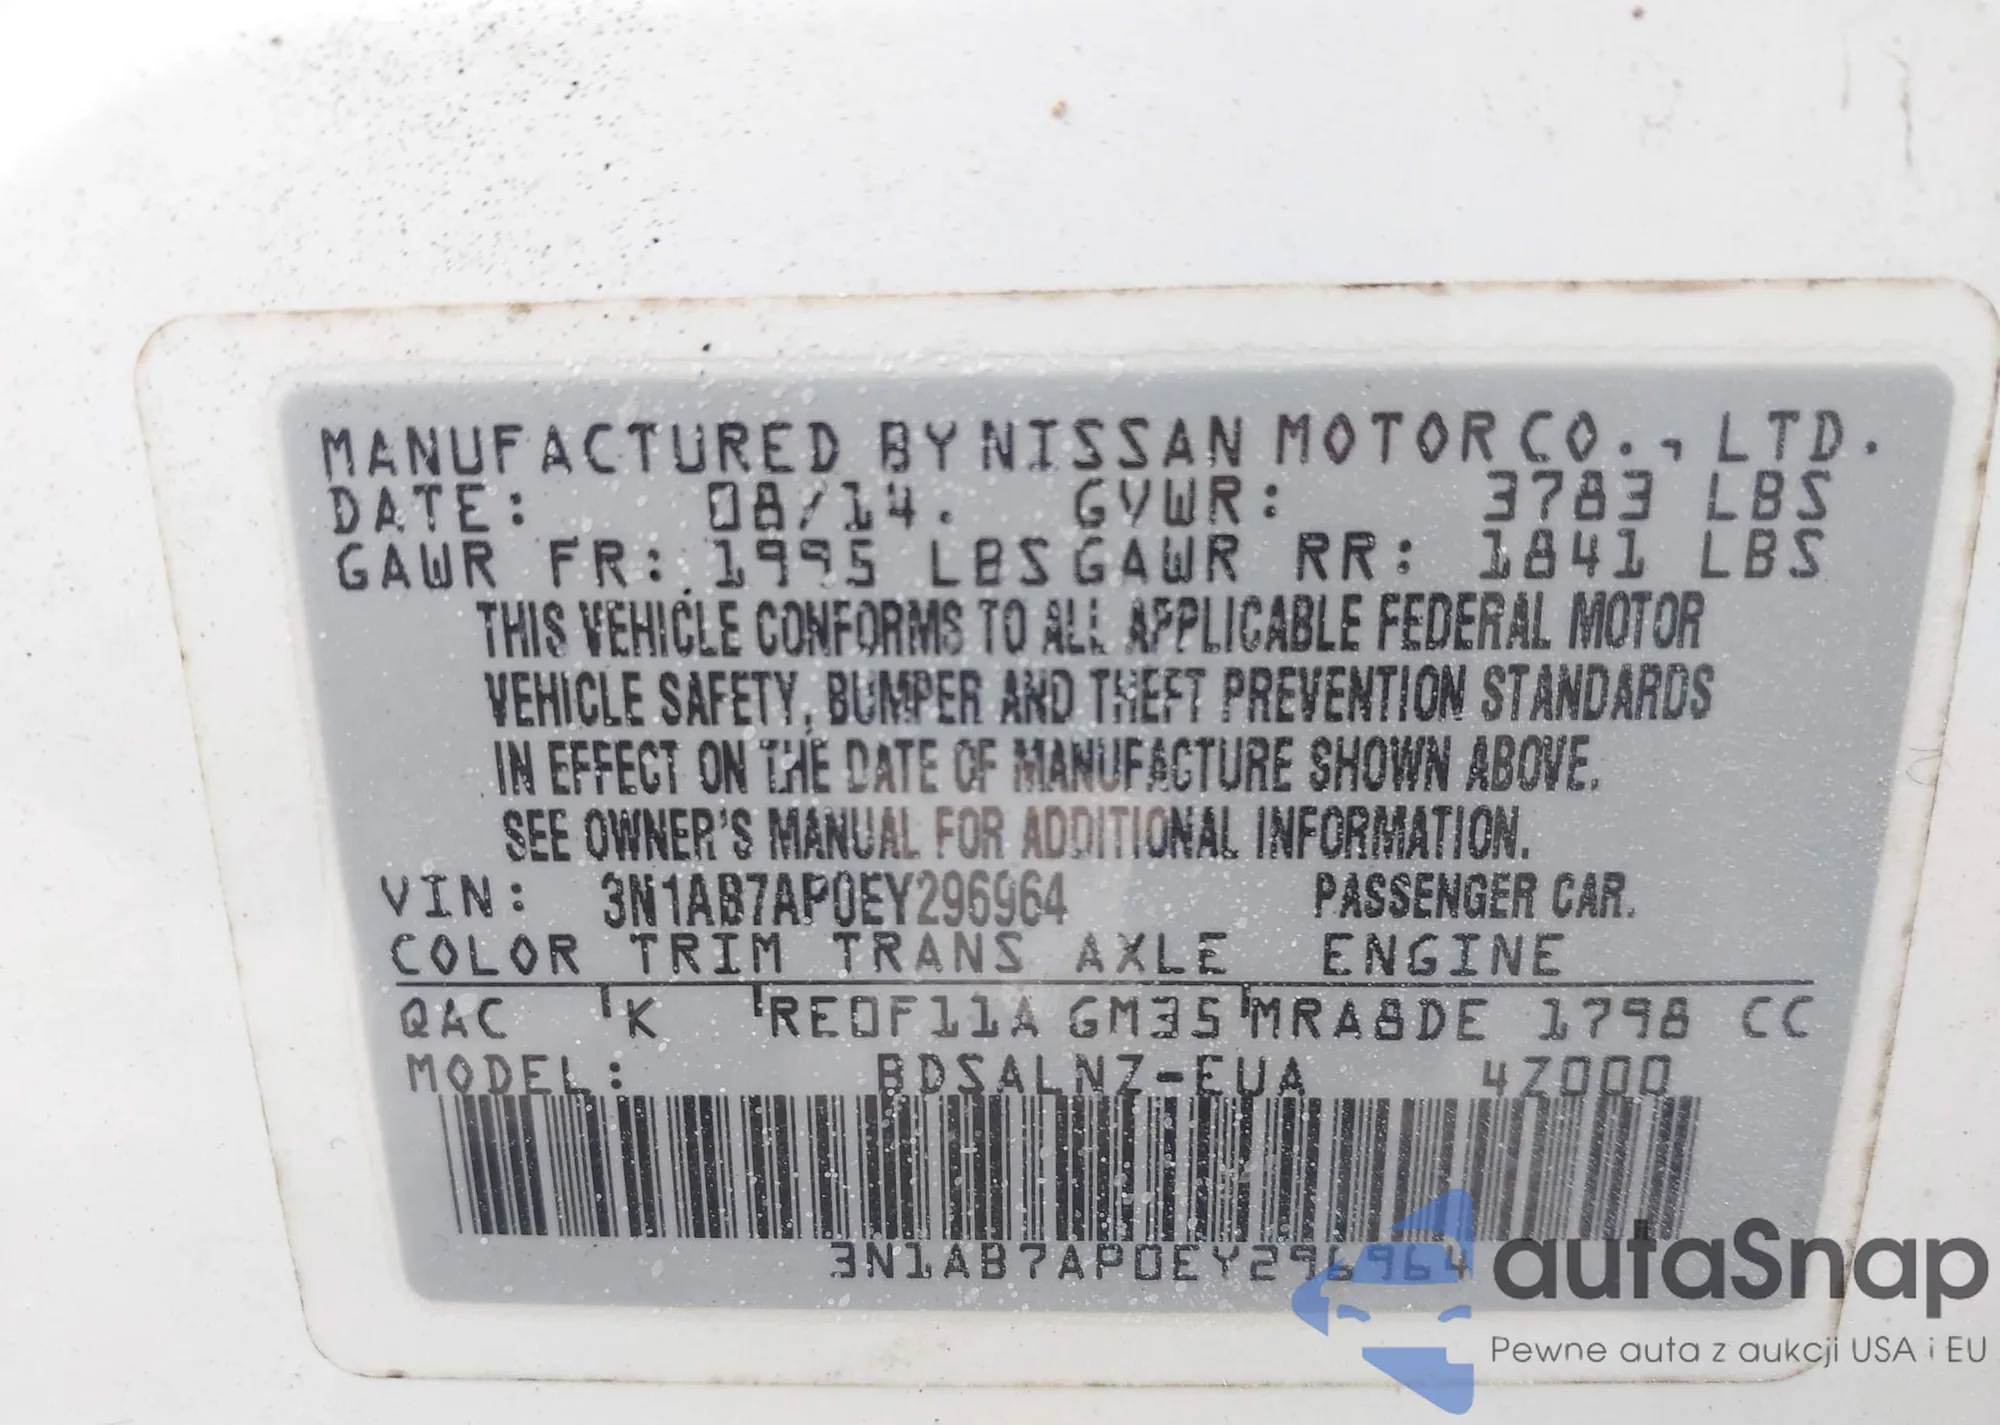 MANUFACTURED BY NISSAN MOTOR CO., LTD.
DATE: 08/14. GVWR: 3783 LBS
GAWR FR: 1995 LBS GAWR RR: 1841 LBS
THIS VEHICLE CONFORMS TO ALL APPLICABLE FEDERAL MOTOR
VEHICLE SAFETY, BUMPER AND THEFT PREVENTION STANDARDS
IN EFFECT ON THE DATE OF MANUFACTURE SHOWN ABOVE.
SEE OWNER'S MANUAL FOR ADDITIONAL INFORMATION.
VIN: 3N1AB7AP0EY296964 PASSENGER CAR.
COLOR TRIM TRANS AXLE ENGINE
QAC K RE0F11A GM35 MRA8DE 1798 CC
MODEL: BDSALNZ-EUA 4Z000
3N1AB7AP0EY296964
autaSnap
Pewne auta z aukcji USA i EU